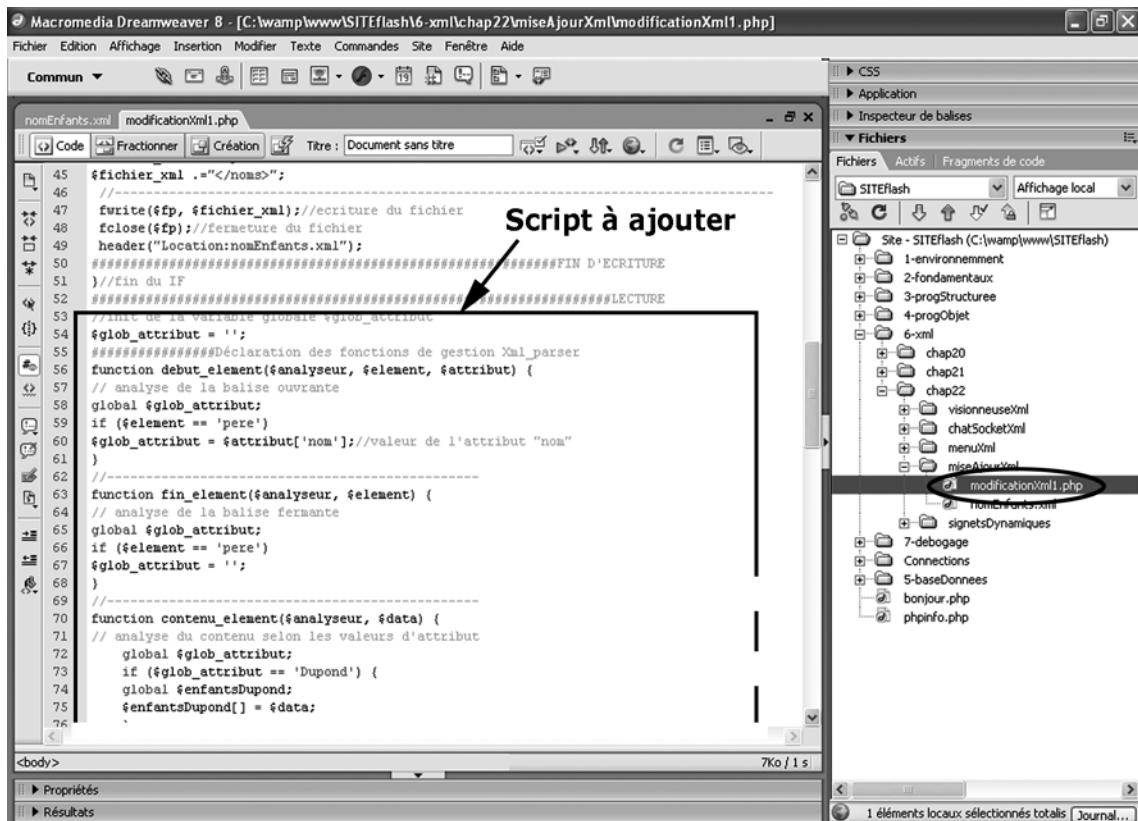 Macromedia Dreamweaver 8 - [C:\wamp\www\SITEflash\6-xml\chap22\miseAjourXml\modificationXml1.php]
Fichier Edition Affichage Insertion Modifier Texte Commandes Site Fenêtre Aide
Commun
nomEnfants.xml modificationXml1.php
Code Fractionner Création Titre : Document sans titre
45 $fichier_xml .="</noms>";
46 //--------------------------------------------------------------------------
47 fwrite($fp, $fichier_xml);//ecriture du fichier
48 fclose($fp);//fermeture du fichier
49 header("Location:nomEnfants.xml");
50 ############################################################FIN D'ECRITURE
51 }//fin du IF
52 ###################################################################LECTURE
Script à ajouter
53 //init de la variable globale $glob_attribut
54 $glob_attribut = '';
55 ################Déclaration des fonctions de gestion Xml_parser
56 function debut_element($analyseur, $element, $attribut) {
57 // analyse de la balise ouvrante
58 global $glob_attribut;
59 if ($element == 'pere')
60 $glob_attribut = $attribut['nom'];//valeur de l'attribut "nom"
61 }
62 //------------------------------------------------
63 function fin_element($analyseur, $element) {
64 // analyse de la balise fermante
65 global $glob_attribut;
66 if ($element == 'pere')
67 $glob_attribut = '';
68 }
69 //------------------------------------------------
70 function contenu_element($analyseur, $data) {
71 // analyse du contenu selon les valeurs d'attribut
72 global $glob_attribut;
73 if ($glob_attribut == 'Dupond') {
74 global $enfantsDupond;
75 $enfantsDupond[] = $data;
76
<body>
7Ko / 1 s
Propriétés
Résultats
CSS
Application
Inspecteur de balises
Fichiers
Fichiers Actifs Fragments de code
SITEflash Affichage local
Site - SITEflash (C:\wamp\www\SITEflash)
1-environnemment
2-fondamentaux
3-progStructuree
4-progObjet
6-xml
chap20
chap21
chap22
visionneuseXml
chatSocketXml
menuXml
miseAjourXml
modificationXml1.php
nomEnfants.xml
signetsDynamiques
7-debogage
Connections
5-baseDonnees
bonjour.php
phpinfo.php
1 éléments locaux sélectionnés totalis Journal...